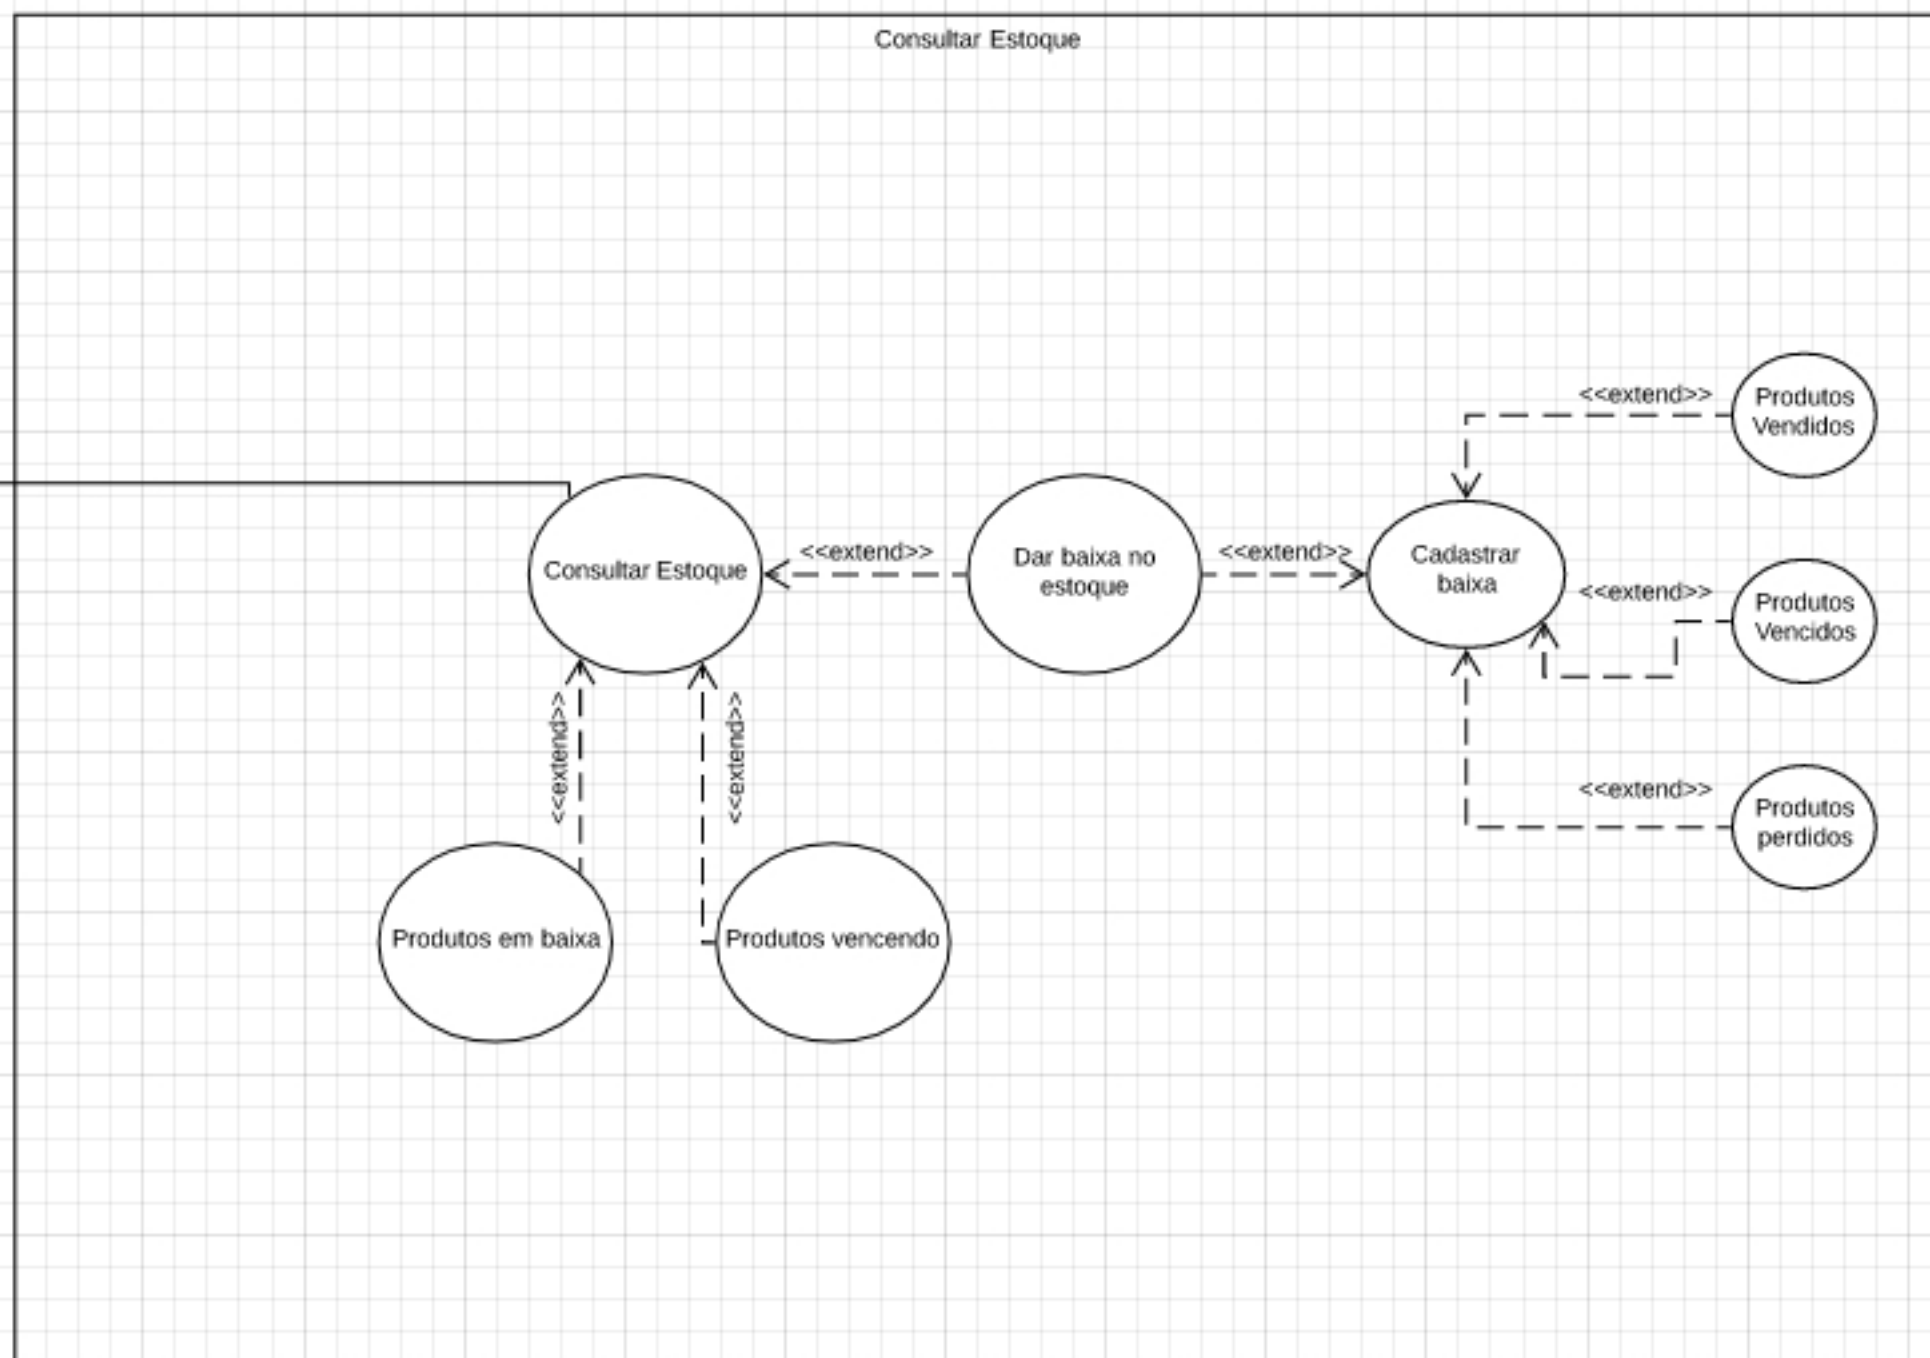 Consultar Estoque
<<extend>>
Produtos
Vendidos
Consultar Estoque
<<extend>>
Dar baixa no
estoque
<<extend>>
Cadastrar
baixa
<<extend>>
Produtos
Vencidos
<<extend>>
<<extend>>
<<extend>>
Produtos
perdidos
Produtos em baixa
Produtos vencendo